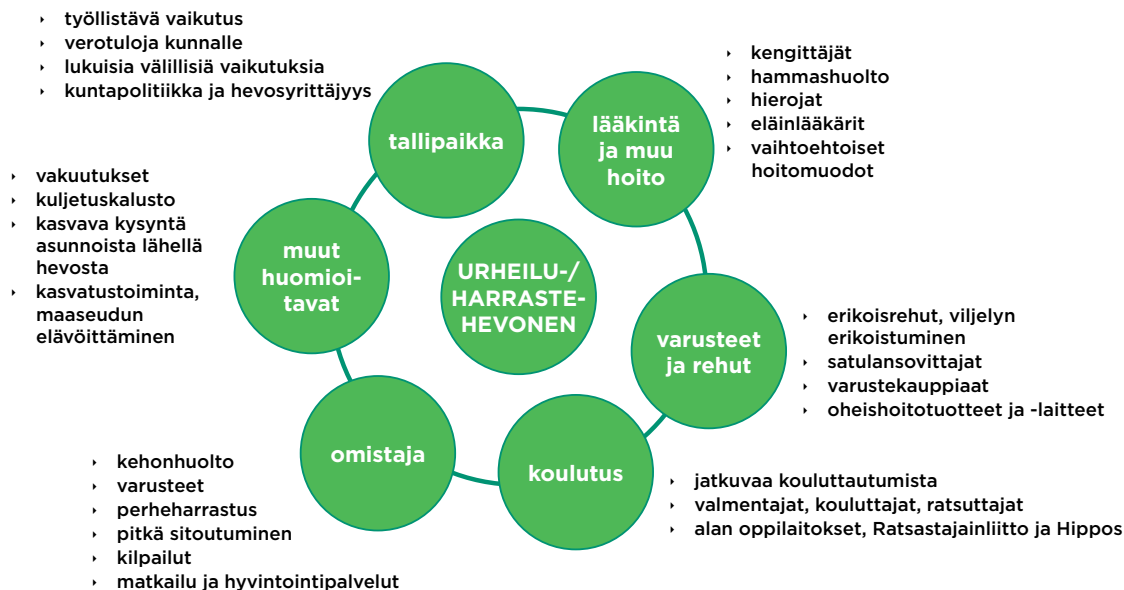 työllistävä vaikutus
verotuloja kunnalle
lukuisia välillisiä vaikutuksia
kuntapolitiikka ja hevosyrittäjyys
tallipaikka
lääkintä
ja muu
hoito
kengittäjät
hammashuolto
hierojat
eläinlääkärit
vaihtoehtoiset
hoitomuodot
vakuutukset
kuljetuskalusto
kasvava kysyntä
asunnoista lähellä
hevosta
kasvatustoiminta,
maaseudun
elävöittäminen
muut
huomioi-
tavat
URHEILU-/
HARRASTE-
HEVONEN
varusteet
ja rehut
erikoisrehut, viljelyn
erikoistuminen
satulansovittajat
varustekauppiaat
oheishoitotuotteet ja -laitteet
omistaja
koulutus
kehonhuolto
varusteet
perheharrastus
pitkä sitoutuminen
kilpailut
matkailu ja hyvintointipalvelut
jatkuvaa kouluttautumista
valmentajat, kouluttajat, ratsuttajat
alan oppilaitokset, Ratsastajainliitto ja Hippos